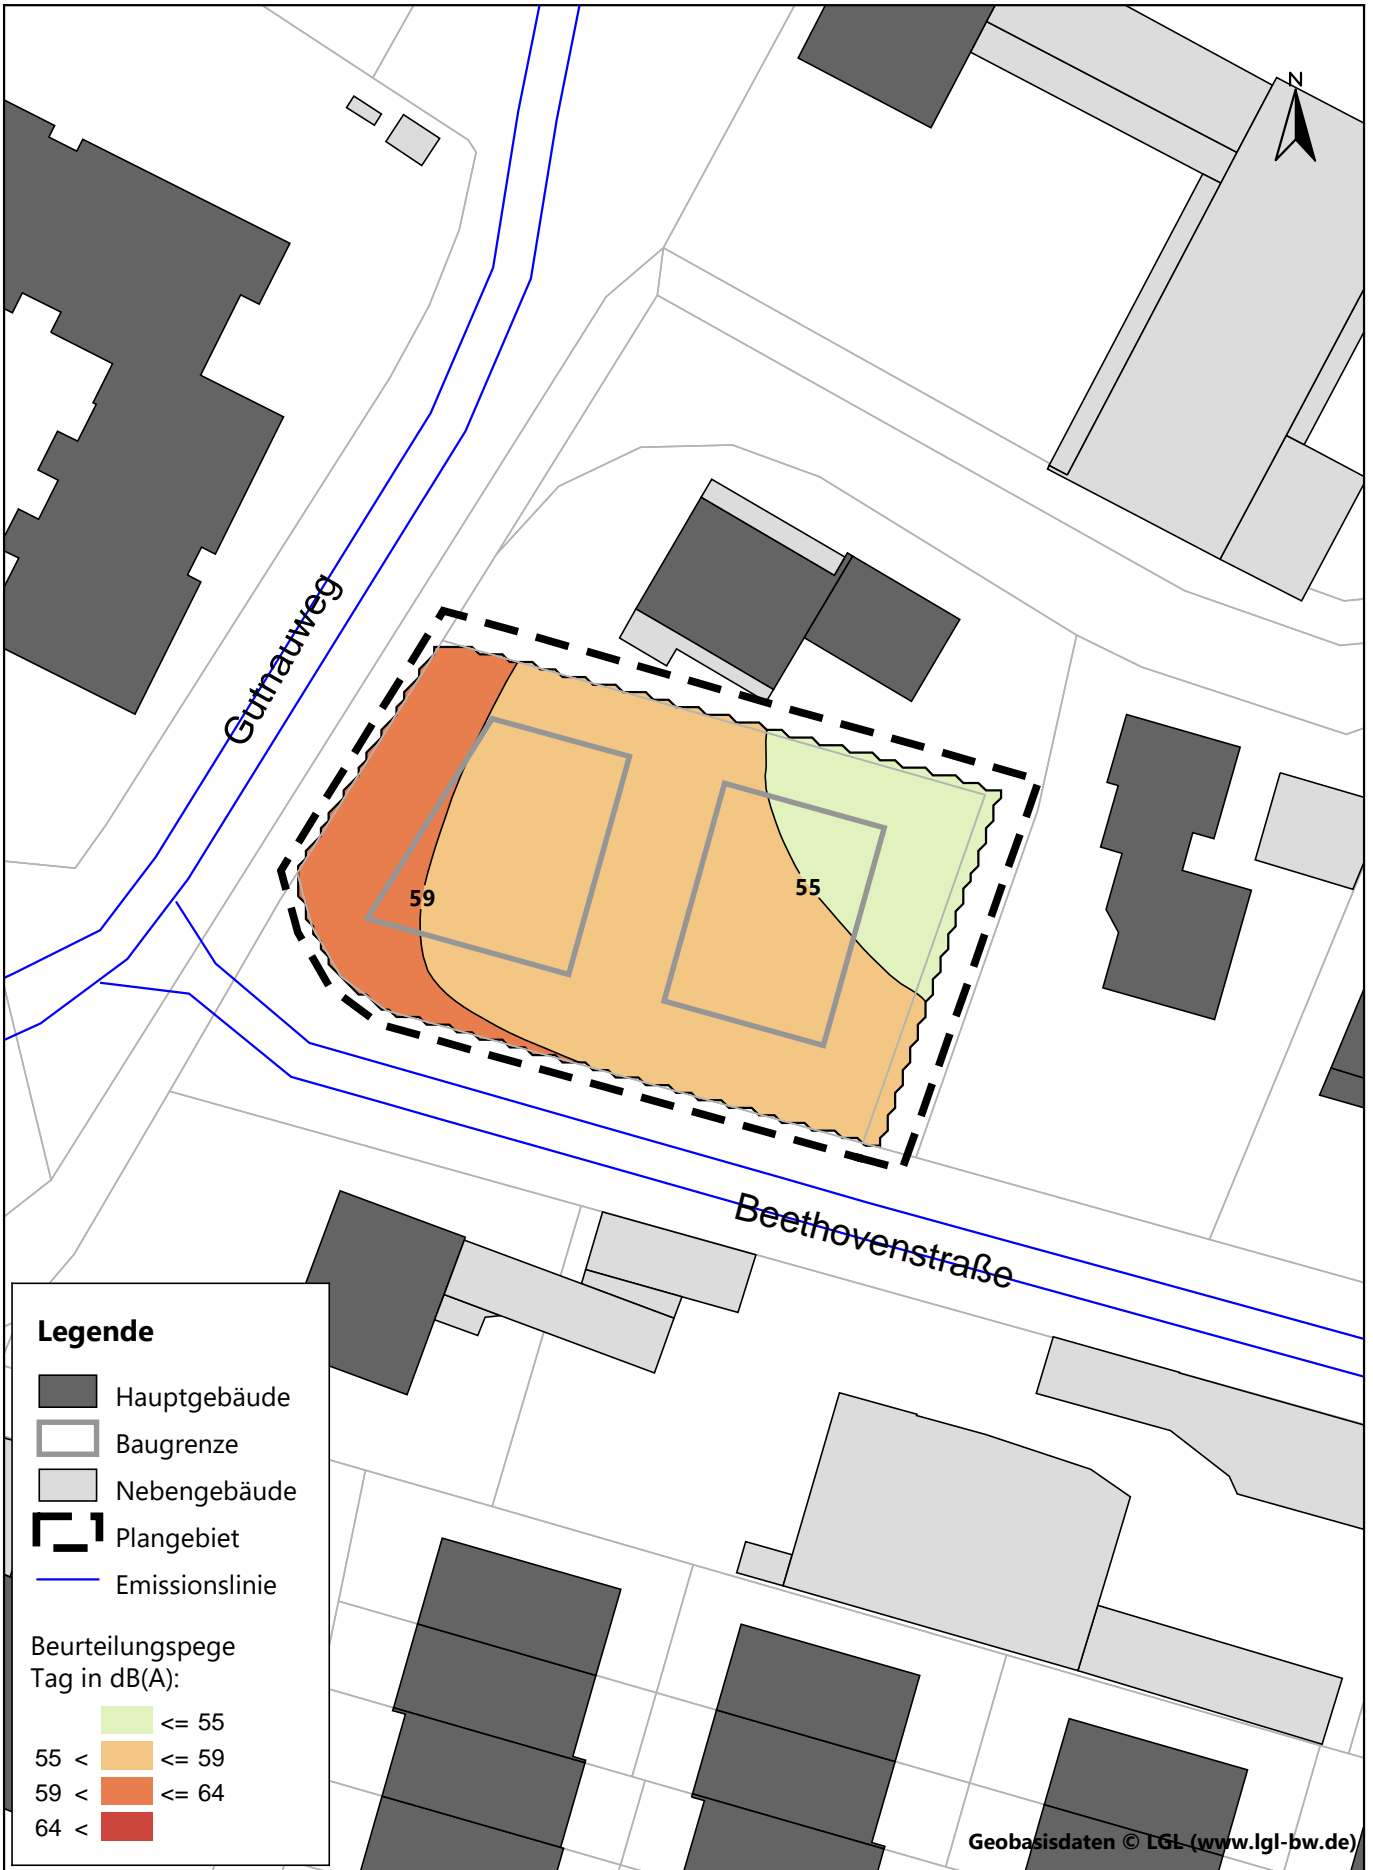 N
Gutnauweg
59
55
Beethovenstraße
Legende
Hauptgebäude
Baugrenze
Nebengebäude
Plangebiet
Emissionslinie
Beurteilungspege
Tag in dB(A):
<= 55
55 < <= 59
59 < <= 64
64 <
Geobasisdaten © LGL (www.lgl-bw.de)